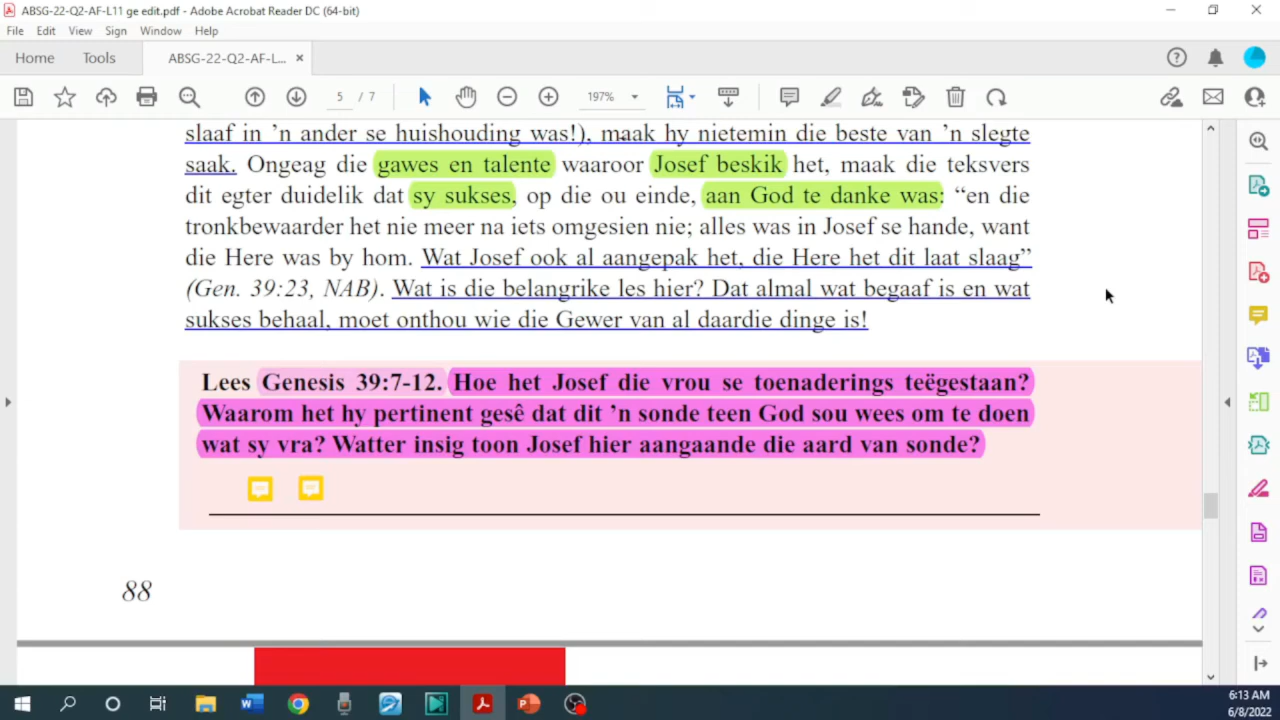 ABSG-22-Q2-AF-L11 ge edit.pdf - Adobe Acrobat Reader DC (64-bit)
File Edit View Sign Window Help
Home Tools ABSG-22-Q2-AF-L... ×
5 / 7 197%
slaaf in ’n ander se huishouding was!), maak hy nietemin die beste van ’n slegte
saak. Ongeag die gawes en talente waaroor Josef beskik het, maak die teksvers
dit egter duidelik dat sy sukses, op die ou einde, aan God te danke was: “en die
tronkbewaarder het nie meer na iets omgesien nie; alles was in Josef se hande, want
die Here was by hom. Wat Josef ook al aangepak het, die Here het dit laat slaag”
(Gen. 39:23, NAB). Wat is die belangrike les hier? Dat almal wat begaaf is en wat
sukses behaal, moet onthou wie die Gewer van al daardie dinge is!
Lees Genesis 39:7-12. Hoe het Josef die vrou se toenaderings teëgestaan?
Waarom het hy pertinent gesê dat dit ’n sonde teen God sou wees om te doen
wat sy vra? Watter insig toon Josef hier aangaande die aard van sonde?
88
6:13 AM
6/8/2022